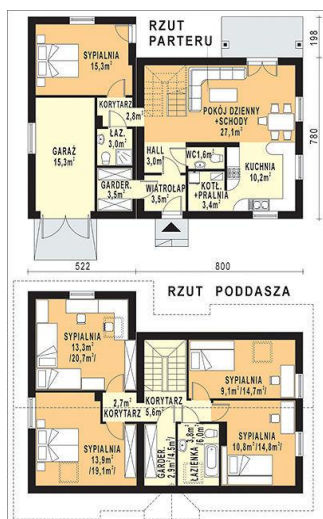 RZUT
PARTERU
198
SYPIALNIA
15,3m²
KORYTARZ
2,8m²
POKÓJ DZIENNY
+SCHODY
27,1m²
780
ŁAZ.
3,0m²
HALL
3,0m²
WC1,6m²
GARAŻ
15,3m²
KUCHNIA
10,2m²
KOTŁ.
+PRALNIA
3,4m²
GARDER.
3,5m²
WIATROŁAP
3,5m²
522
800
RZUT PODDASZA
SYPIALNIA
13,3m²
/20,7m²/
SYPIALNIA
9,1m²/14,7m²/
2,7m²
KORYTARZ
KORYTARZ
5,6m²
SYPIALNIA
13,9m²
/19,1m²/
GARDER.
2,9m²/4,5m²/
ŁAZIENKA
3,8m²
/6,0m²/
SYPIALNIA
10,8m²/14,8m²/